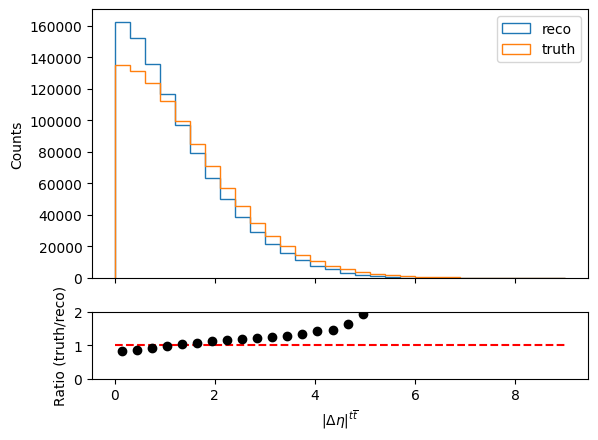 160000
140000
120000
100000
80000
60000
40000
20000
0
Counts
reco
truth
2
1
0
Ratio (truth/reco)
0 2 4 6 8
|Δη|^{tt̅}